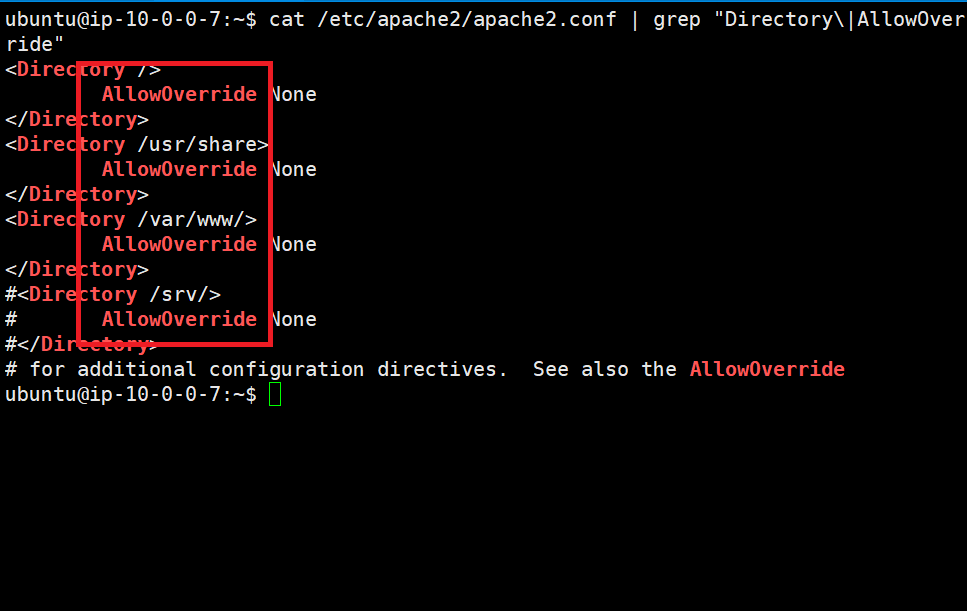 ubuntu@ip-10-0-0-7:~$ cat /etc/apache2/apache2.conf | grep "Directory\|AllowOver
ride"
<Directory />
        AllowOverride None
</Directory>
<Directory /usr/share>
        AllowOverride None
</Directory>
<Directory /var/www/>
        AllowOverride None
</Directory>
#<Directory /srv/>
#       AllowOverride None
#</Directory>
# for additional configuration directives.  See also the AllowOverride
ubuntu@ip-10-0-0-7:~$